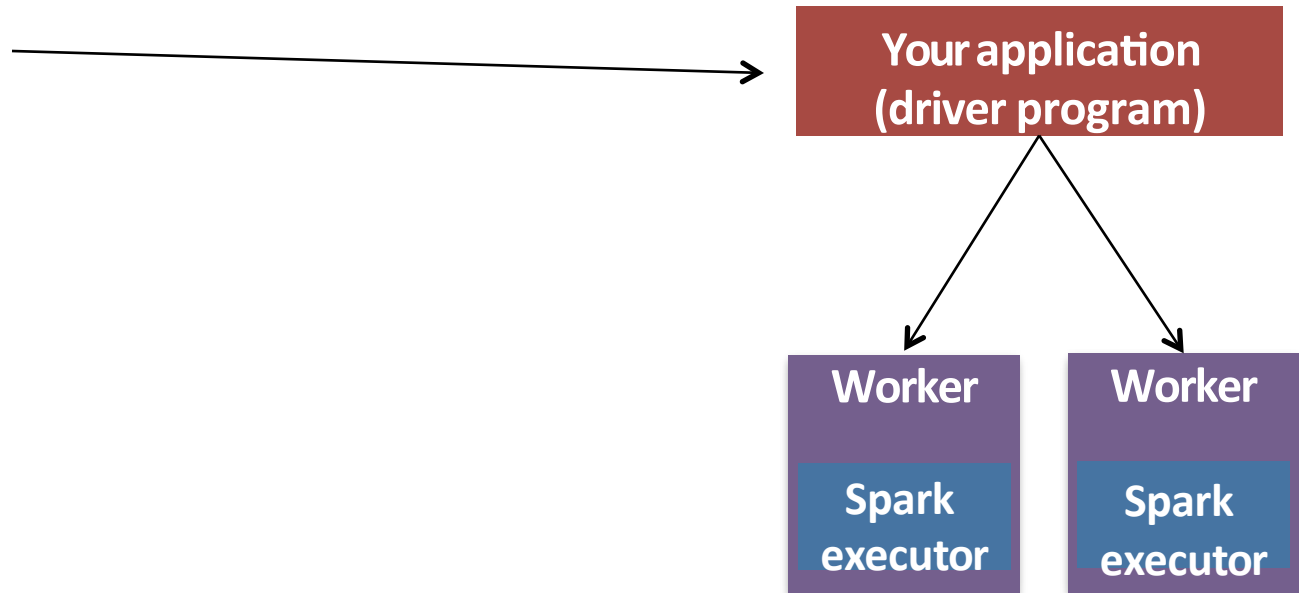 Your application
(driver program)
Worker
Spark
executor
Worker
Spark
executor